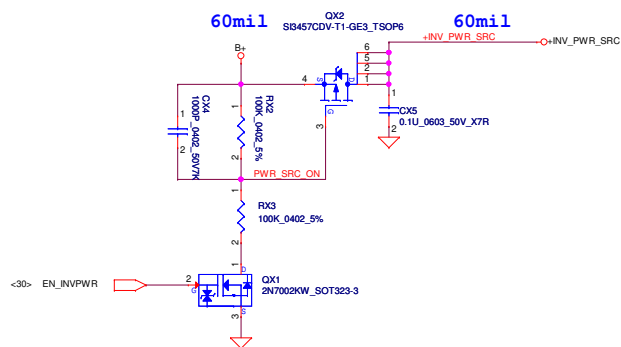 QX2
60mil
SI3457CDV-T1-GE3_TSOP6
60mil
B+
+INV_PWR_SRC
+INV_PWR_SRC
6
5
2
1
4
S
D
G
3
CX4
1000P_0402_50V7K
1
2
1
RX2
100K_0402_5%
2
1
CX5
0.1U_0603_50V_X7R
2
PWR_SRC_ON
1
RX3
100K_0402_5%
2
1
D
<30> EN_INVPWR
2
G
QX1
2N7002KW_SOT323-3
S
3